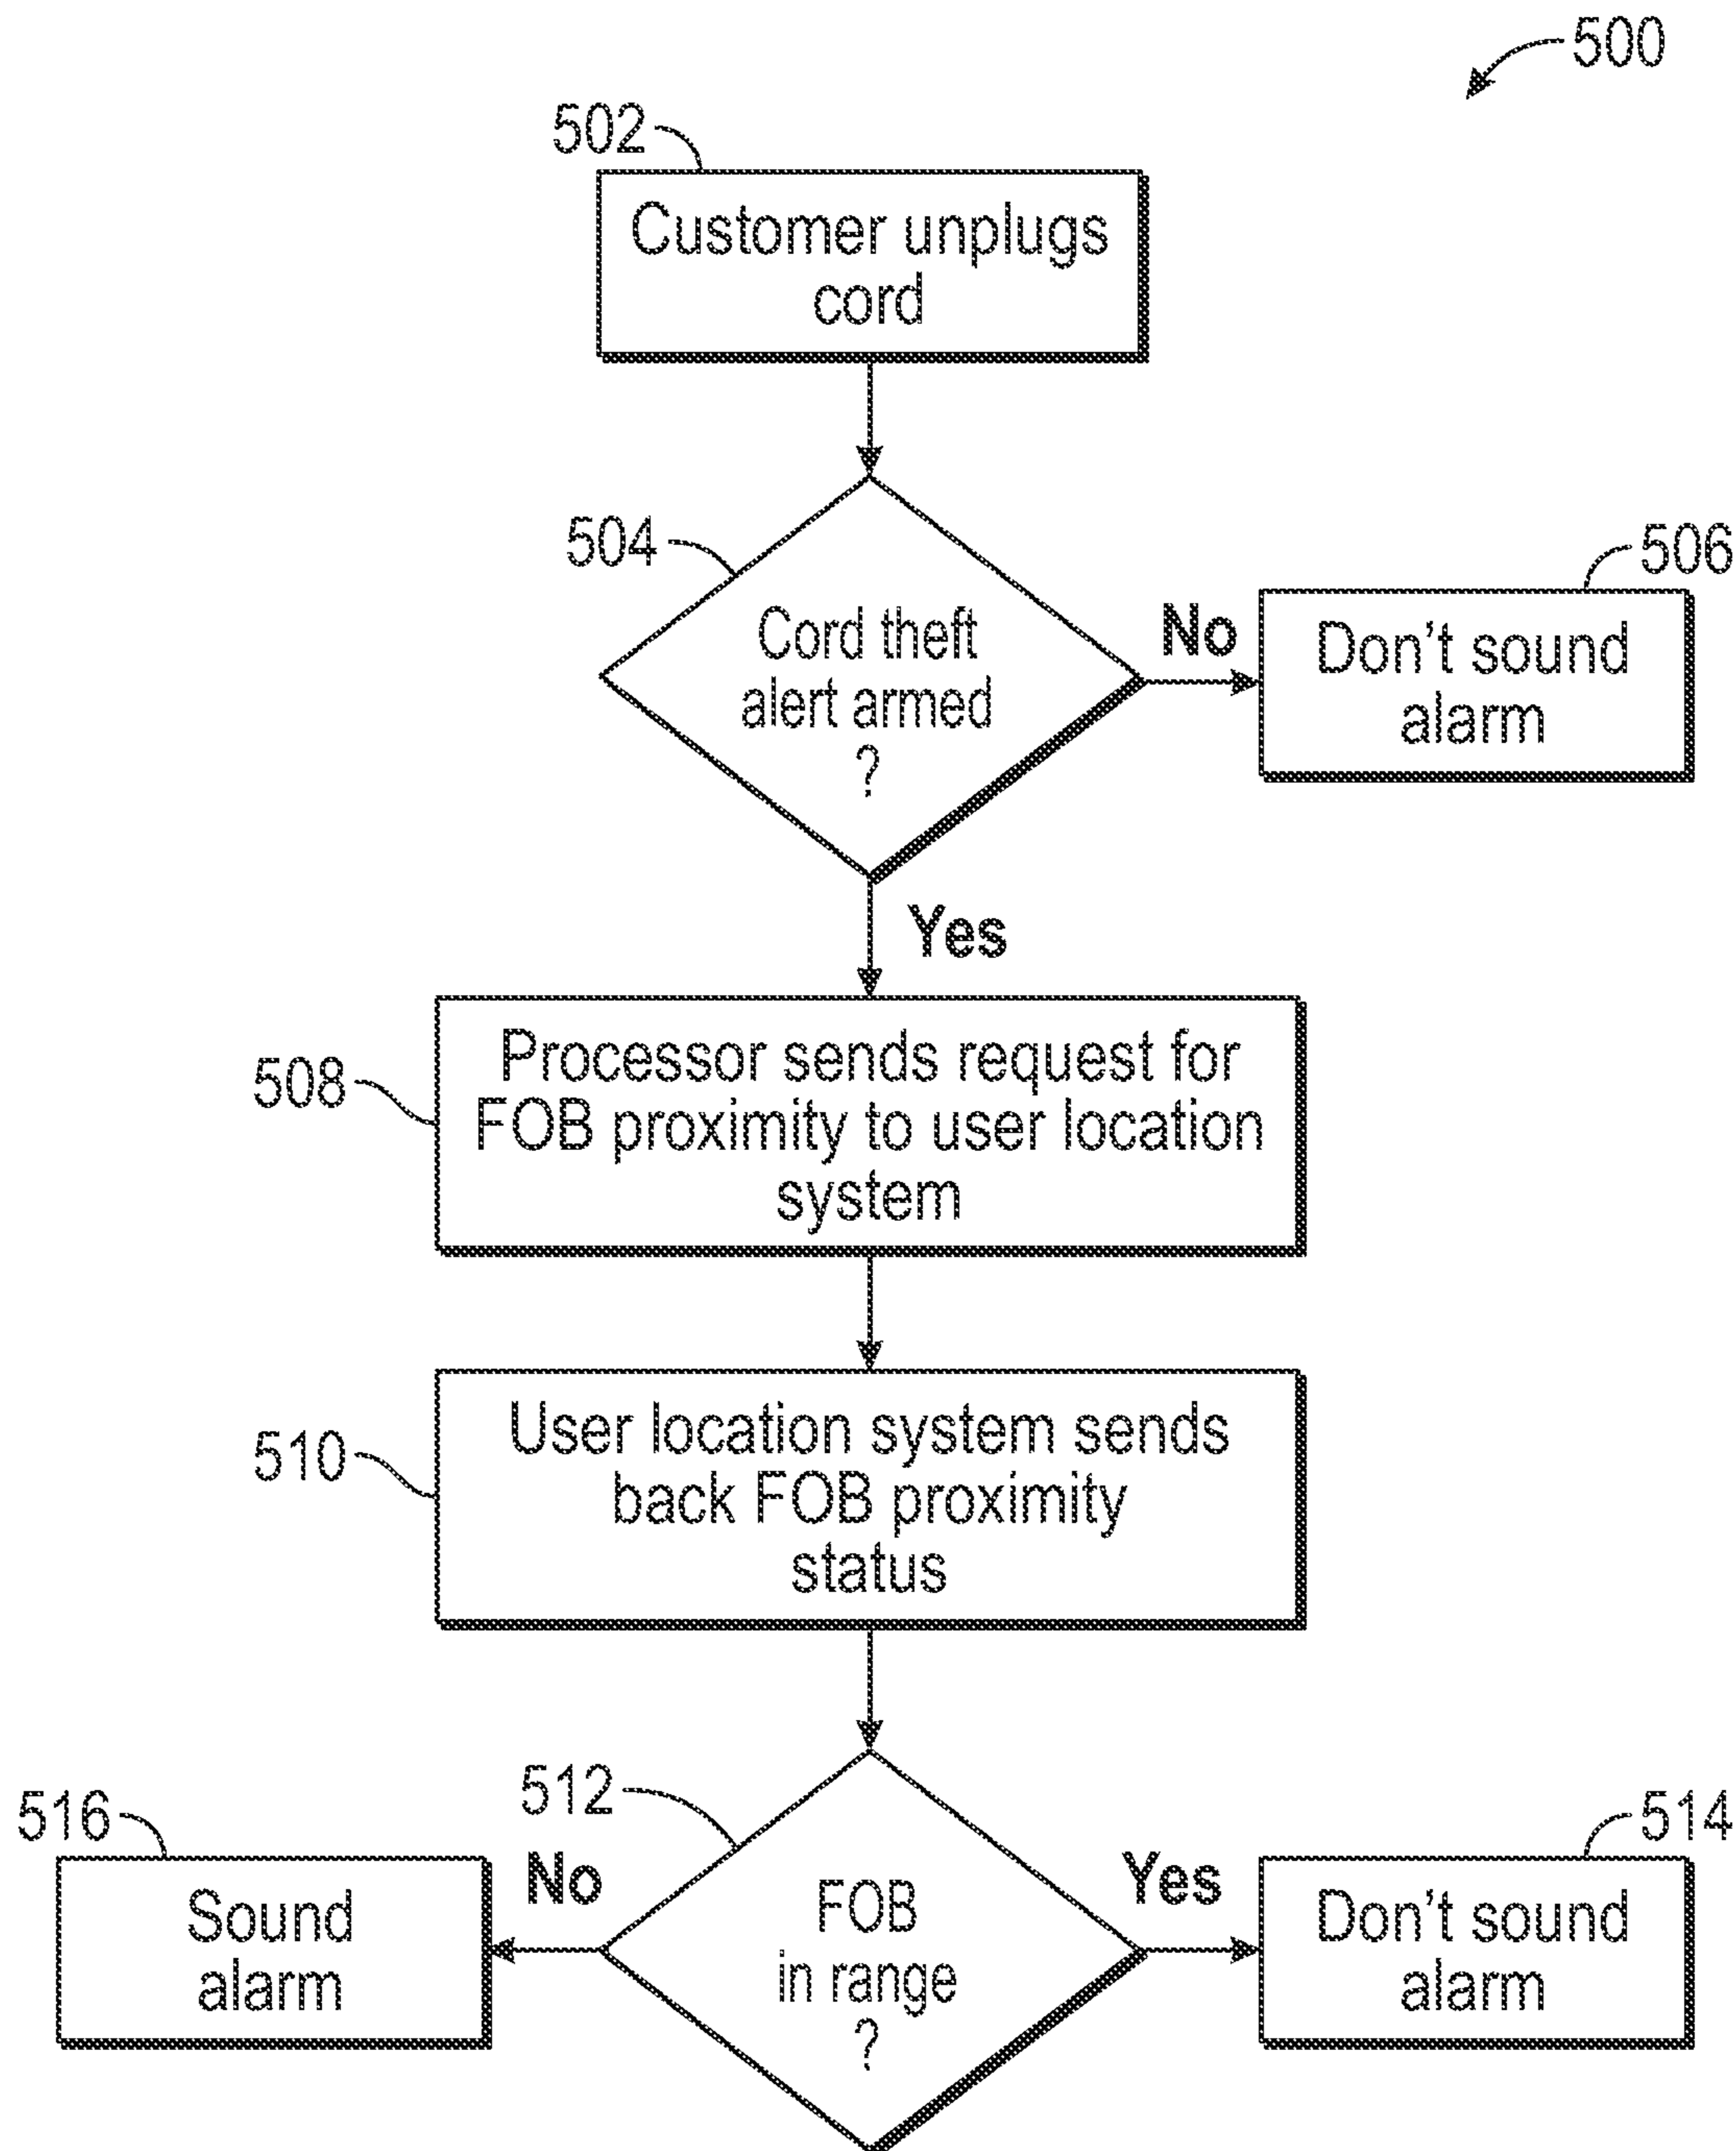 500
502
Customer unplugs
cord
504
Cord theft
alert armed
?
No
506
Don't sound
alarm
Yes
508
Processor sends request for
FOB proximity to user location
system
510
User location system sends
back FOB proximity
status
516
Sound
alarm
No
512
FOB
in range
?
Yes
514
Don't sound
alarm